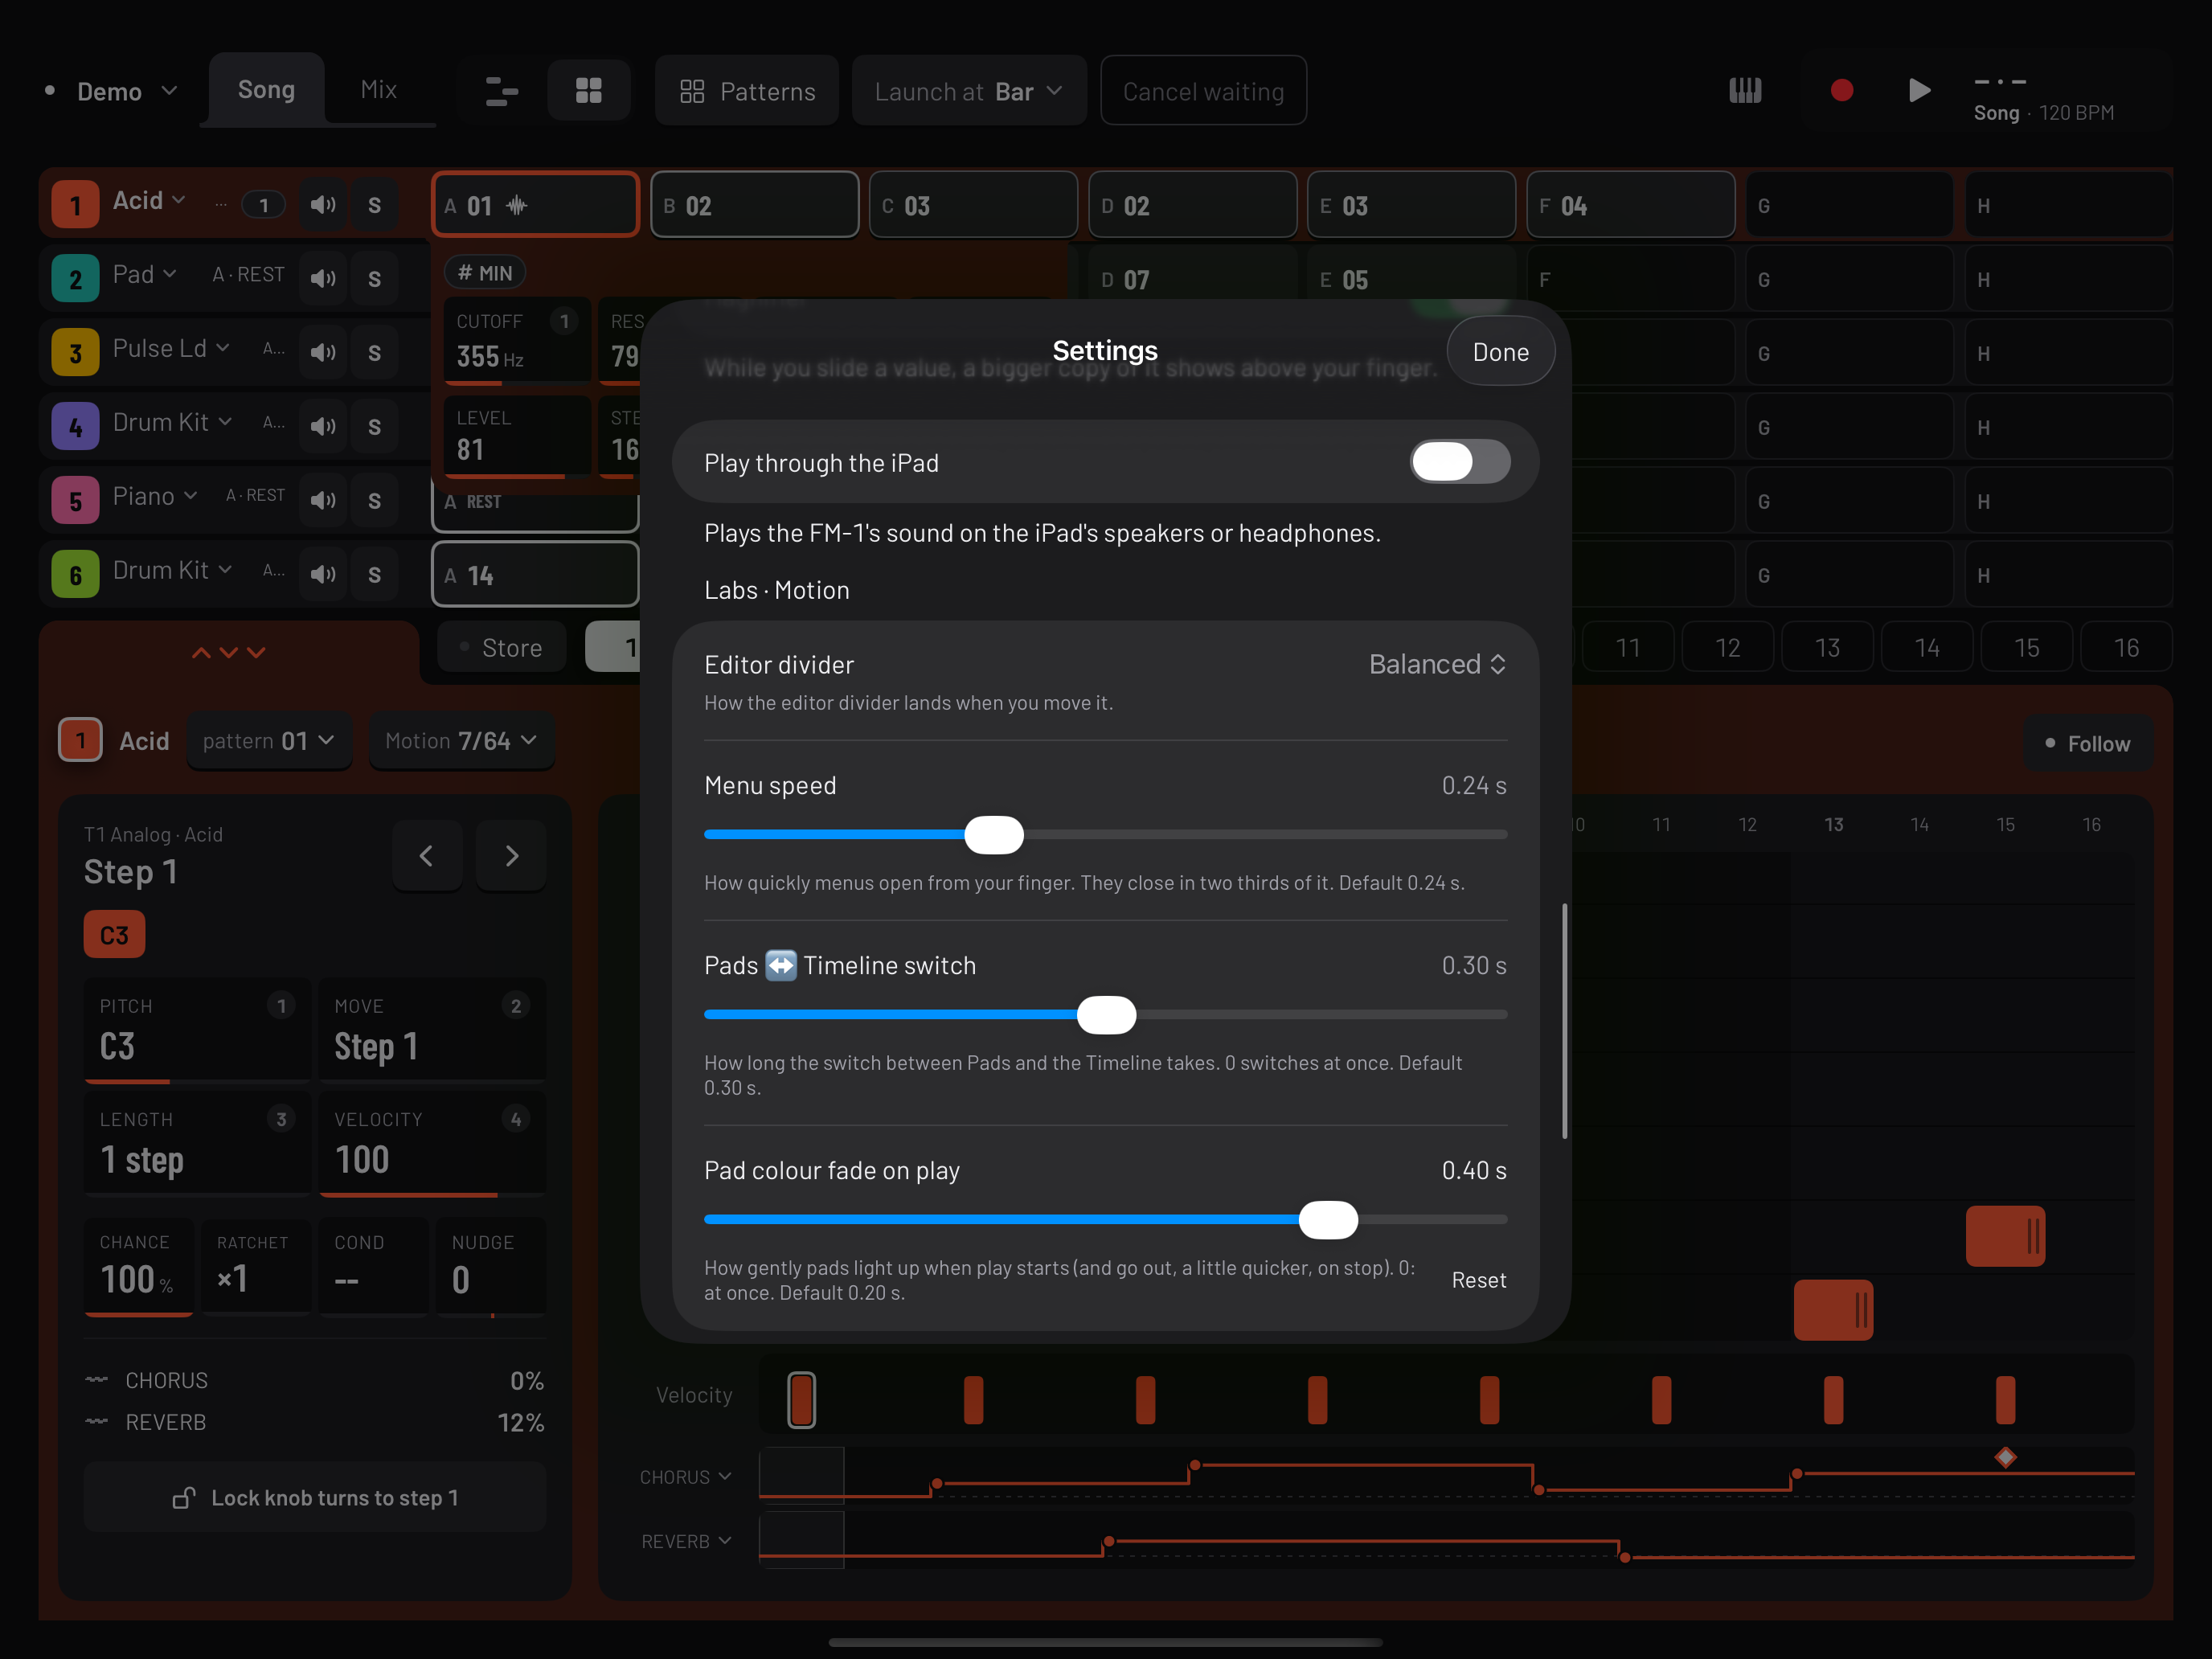 Demo Song Mix Patterns Launch at Bar Cancel waiting
Song · 120 BPM
1 Acid ... 1 S A 01 B 02 C 03 D 02 E 03 F 04 G H
2 Pad A · REST S # MIN D 07 E 05 F G H
CUTOFF 1 RES
355 Hz 79
3 Pulse Ld A... S G H
LEVEL STE
81 16
4 Drum Kit A... S G H
5 Piano A · REST S A REST G H
6 Drum Kit A... S A 14 G H
Settings
Done
While you slide a value, a bigger copy of it shows above your finger.
Play through the iPad
Plays the FM-1's sound on the iPad's speakers or headphones.
Labs · Motion
Editor divider Balanced
How the editor divider lands when you move it.
Menu speed 0.24 s
How quickly menus open from your finger. They close in two thirds of it. Default 0.24 s.
Pads ↔️ Timeline switch 0.30 s
How long the switch between Pads and the Timeline takes. 0 switches at once. Default
0.30 s.
Pad colour fade on play 0.40 s
How gently pads light up when play starts (and go out, a little quicker, on stop). 0:
at once. Default 0.20 s.
Reset
Store 1 11 12 13 14 15 16
1 Acid pattern 01 Motion 7/64 Follow
T1 Analog · Acid
Step 1
C3
PITCH 1 MOVE 2
C3 Step 1
LENGTH 3 VELOCITY 4
1 step 100
CHANCE RATCHET COND NUDGE
100 % ×1 -- 0
CHORUS 0%
REVERB 12%
Lock knob turns to step 1
10 11 12 13 14 15 16
Velocity
CHORUS
REVERB